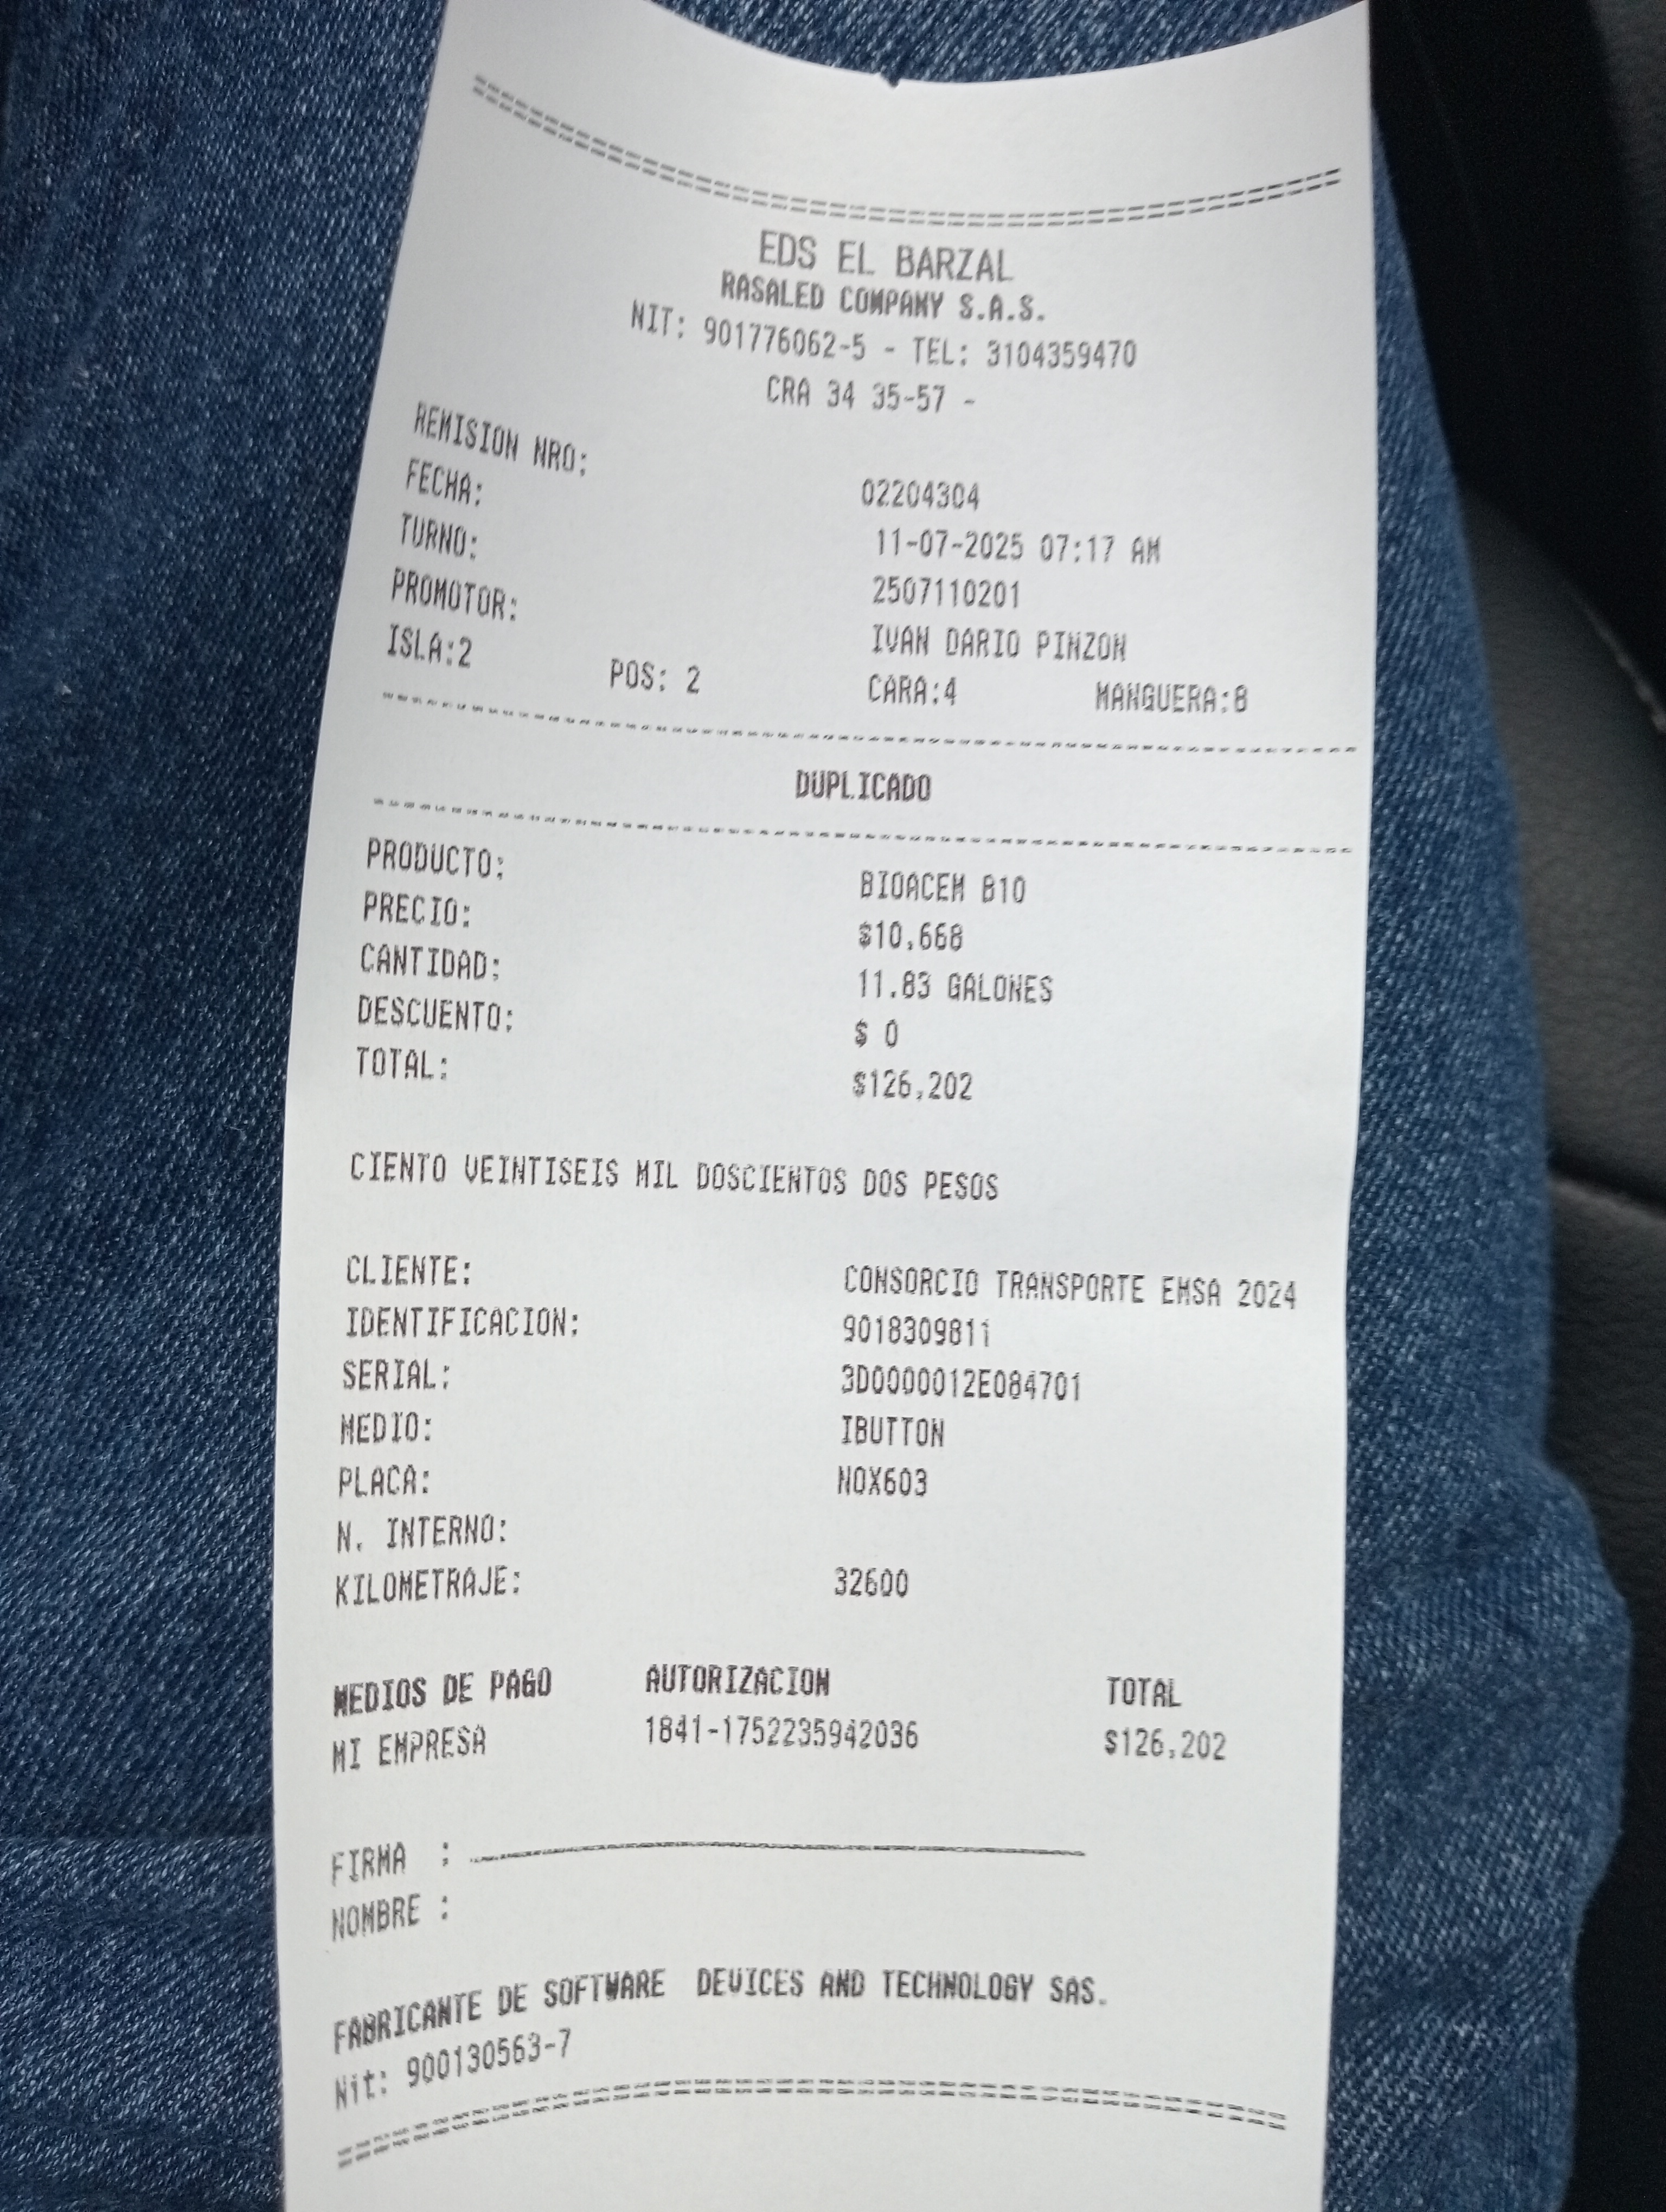 EDS EL BARZAL
RASALED COMPANY S.A.S.
NIT: 901776062-5 - TEL: 3104359470
CRA 34 35-57 -
REMISION NRO: 02204304
FECHA: 11-07-2025 07:17 AM
TURNO: 2507110201
PROMOTOR: IVAN DARIO PINZON
ISLA:2 POS: 2 CARA:4 MANGUERA:8
DUPLICADO
PRODUCTO: BIOACEM B10
PRECIO: $10,668
CANTIDAD: 11.83 GALONES
DESCUENTO: $ 0
TOTAL: $126,202
CIENTO VEINTISEIS MIL DOSCIENTOS DOS PESOS
CLIENTE: CONSORCIO TRANSPORTE EMSA 2024
IDENTIFICACION: 9018309811
SERIAL: 3D0000012E084701
MEDIO: IBUTTON
PLACA: NOX603
N. INTERNO:
KILOMETRAJE: 32600
MEDIOS DE PAGO AUTORIZACION TOTAL
MI EMPRESA 1841-1752235942036 $126,202
FIRMA :
NOMBRE :
FABRICANTE DE SOFTWARE DEVICES AND TECHNOLOGY SAS.
Nit: 900130563-7